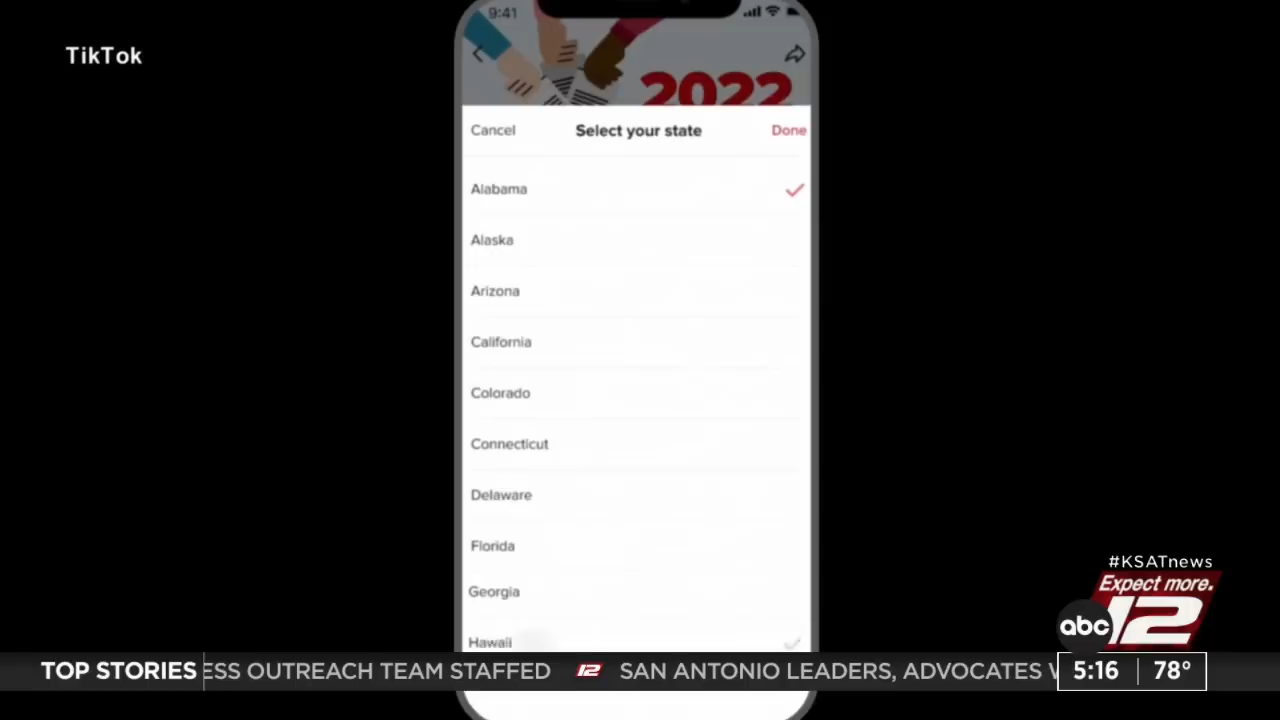 9:41
TikTok
2022
Cancel Select your state Done
Alabama
Alaska
Arizona
California
Colorado
Connecticut
Delaware
Florida
Georgia
Hawaii
#KSATnews
Expect more.
abc 12
TOP STORIES ESS OUTREACH TEAM STAFFED 12 SAN ANTONIO LEADERS, ADVOCATES 5:16 78°